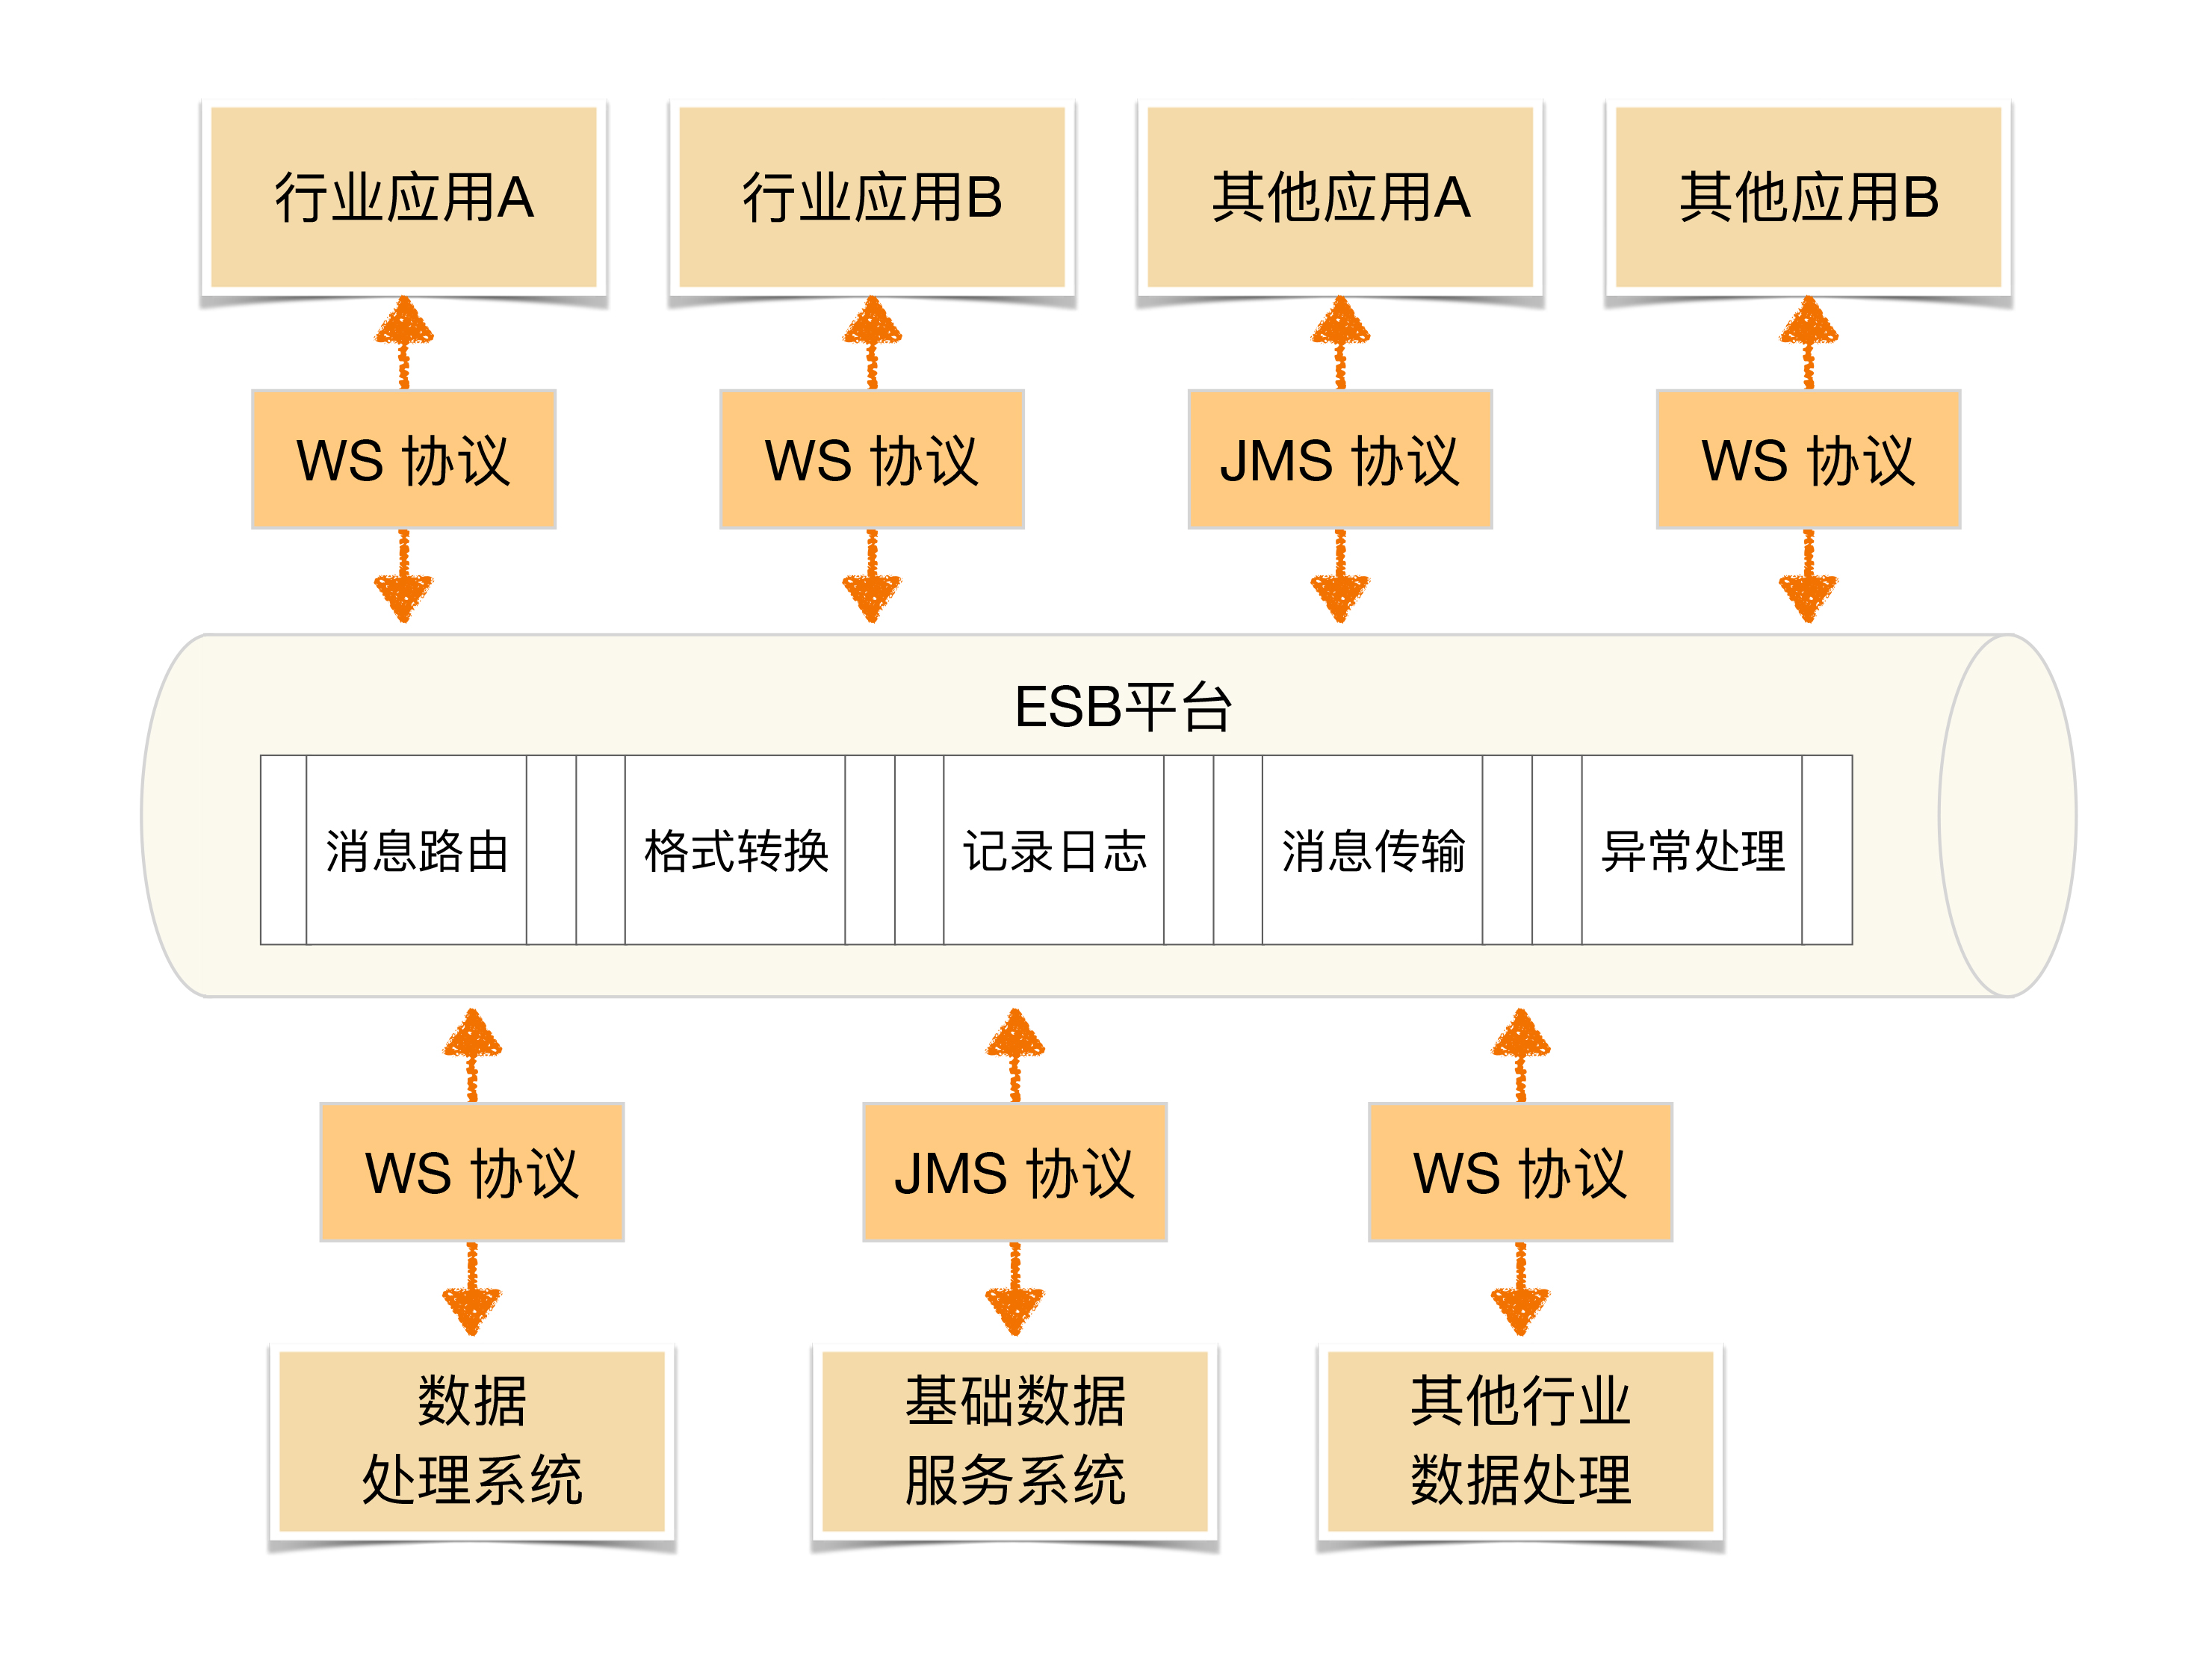 行业应用A
行业应用B
其他应用A
其他应用B
WS 协议
WS 协议
JMS 协议
WS 协议
ESB平台
消息路由
格式转换
记录日志
消息传输
异常处理
WS 协议
JMS 协议
WS 协议
数据
处理系统
基础数据
服务系统
其他行业
数据处理